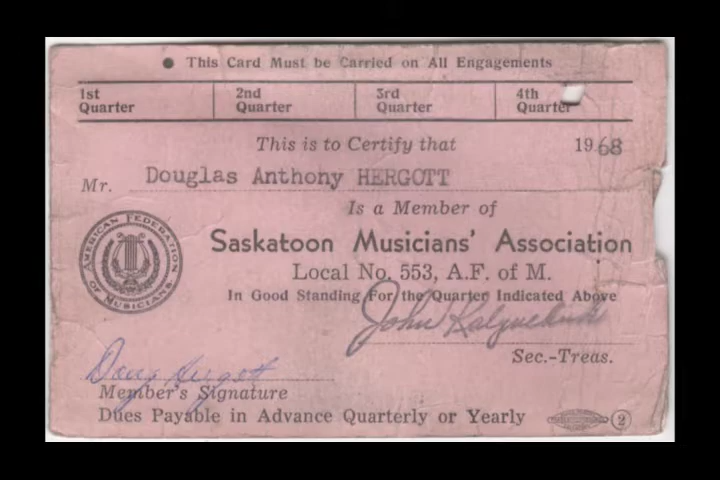 ● This Card Must be Carried on All Engagements
1st Quarter 2nd Quarter 3rd Quarter 4th Quarter
This is to Certify that 1968
Mr. Douglas Anthony HERGOTT
Is a Member of
AMERICAN FEDERATION OF MUSICIANS
Saskatoon Musicians' Association
Local No. 553, A.F. of M.
In Good Standing For the Quarter Indicated Above
John
Sec.-Treas.
Doug Hergott
Member's Signature
Dues Payable in Advance Quarterly or Yearly 2